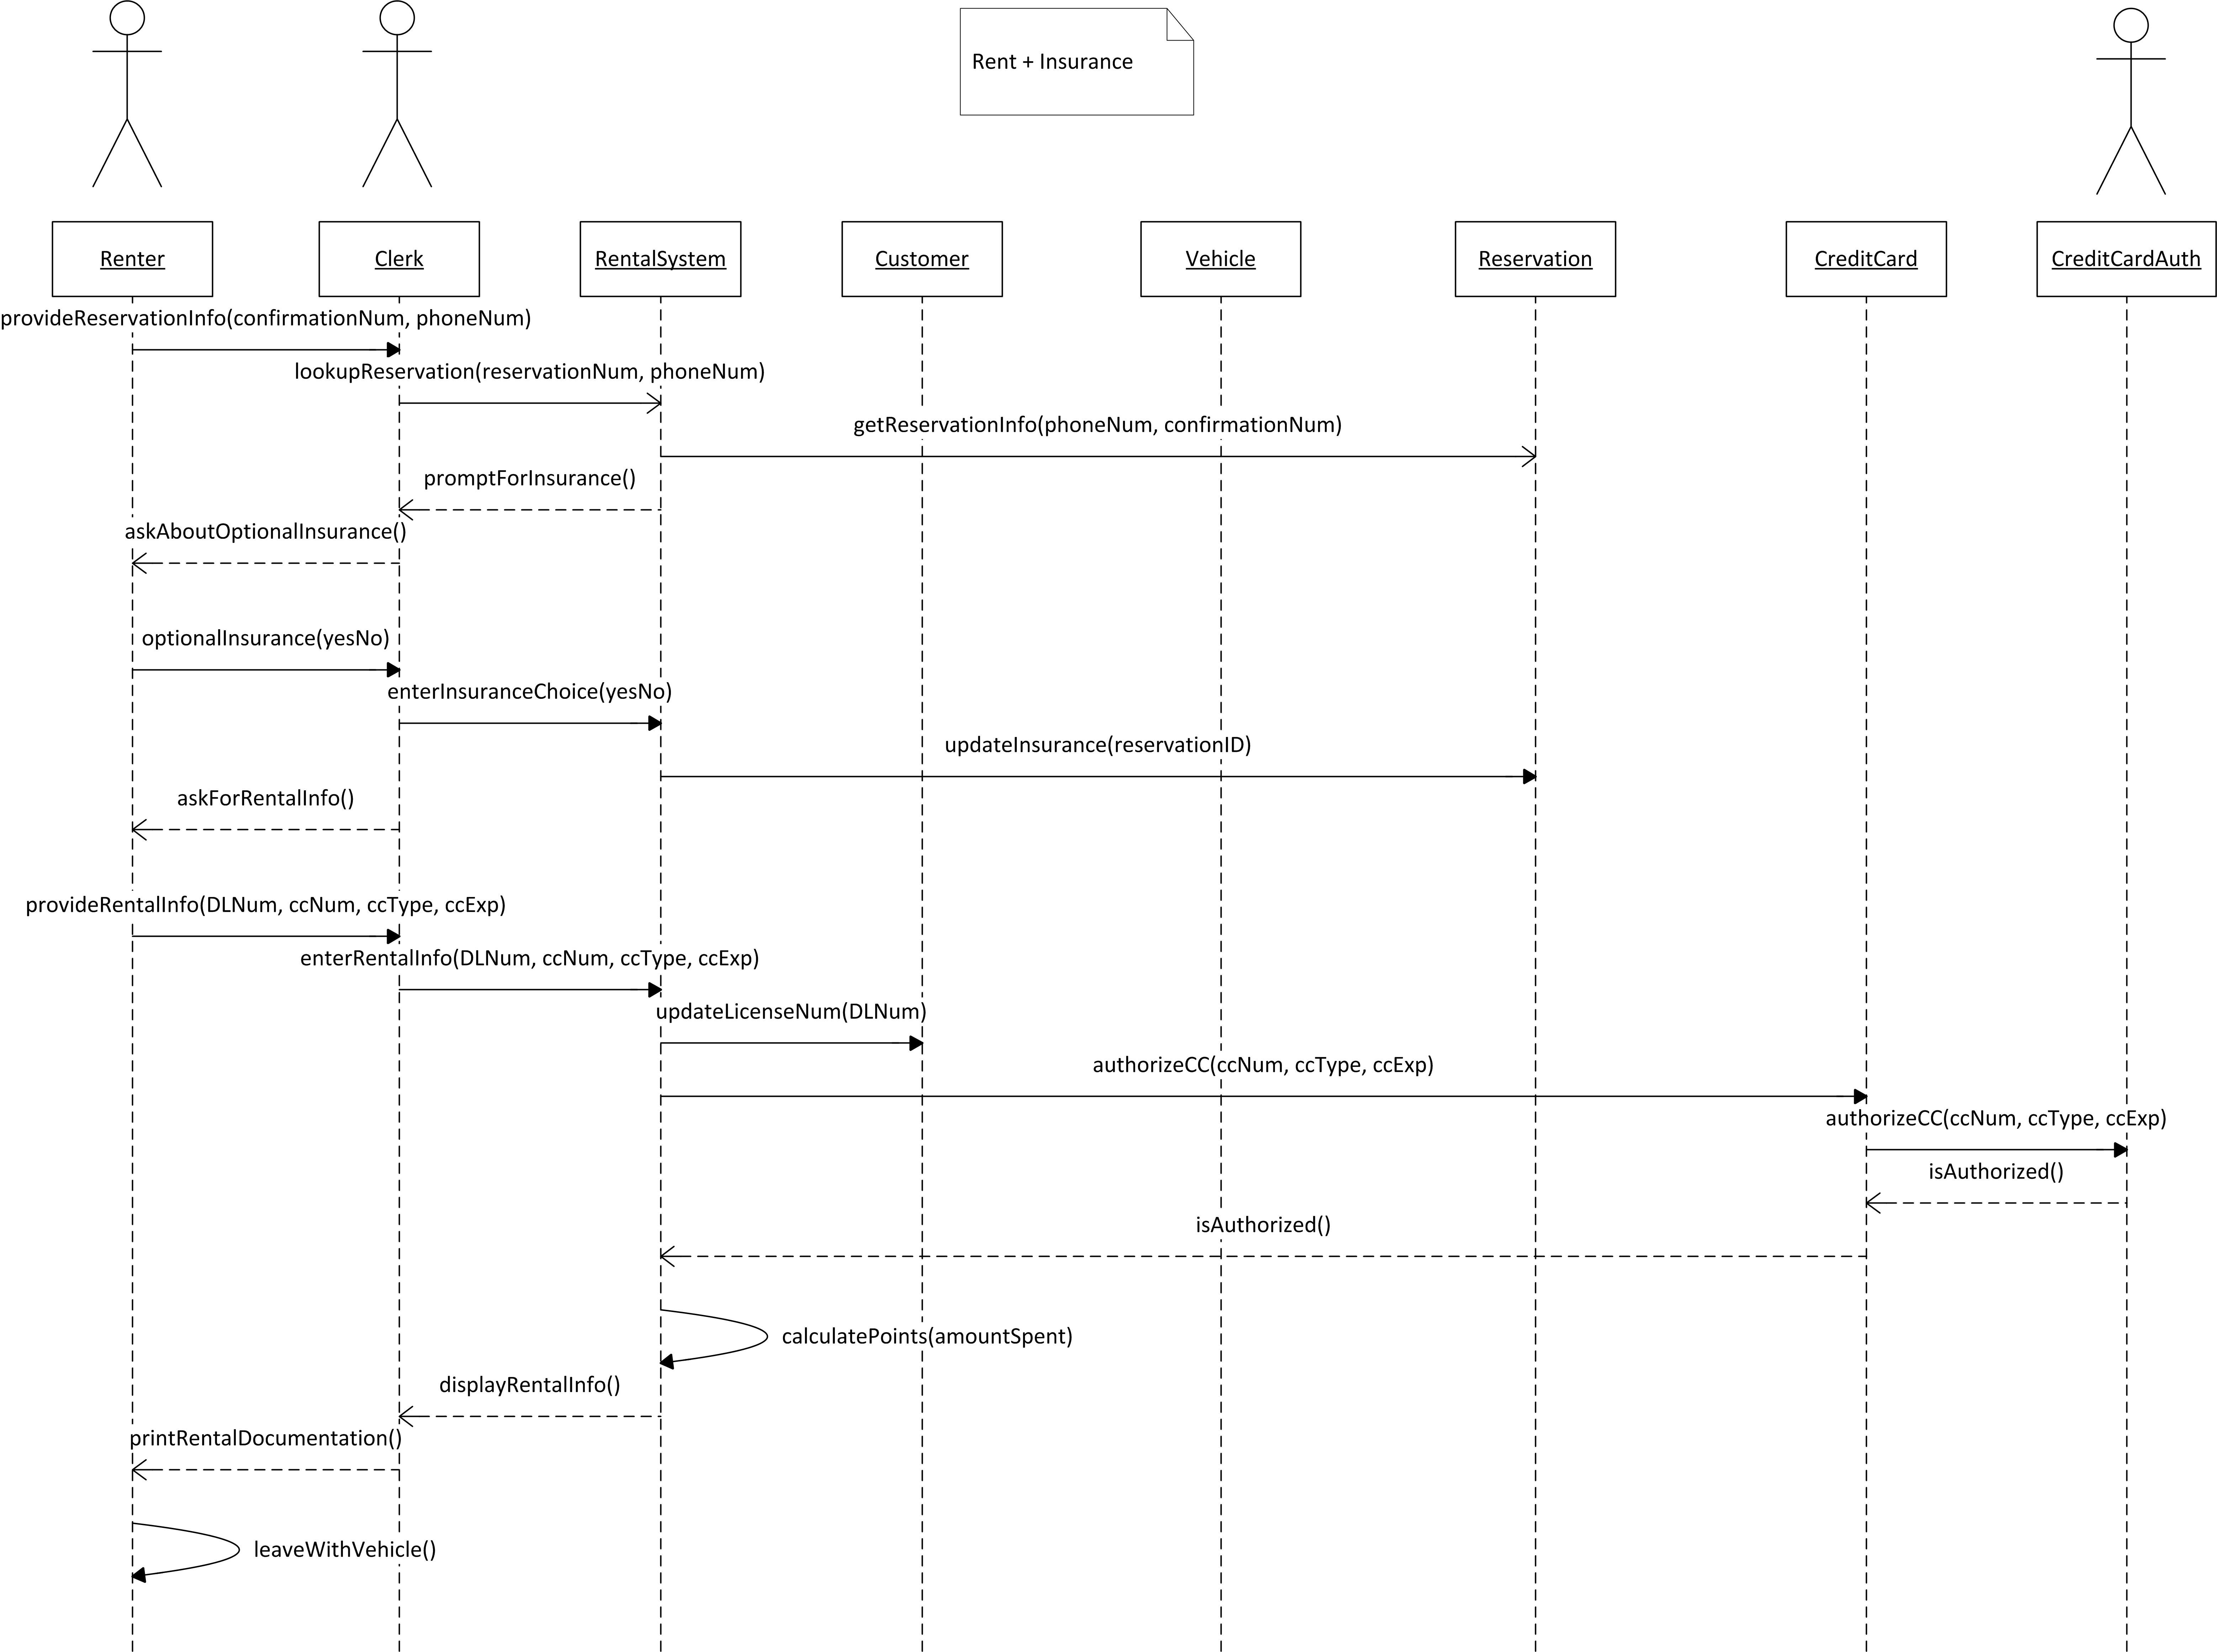 Rent + Insurance
Renter
Clerk
RentalSystem
Customer
Vehicle
Reservation
CreditCard
CreditCardAuth
provideReservationInfo(confirmationNum, phoneNum)
lookupReservation(reservationNum, phoneNum)
getReservationInfo(phoneNum, confirmationNum)
promptForInsurance()
askAboutOptionalInsurance()
optionalInsurance(yesNo)
enterInsuranceChoice(yesNo)
updateInsurance(reservationID)
askForRentalInfo()
provideRentalInfo(DLNum, ccNum, ccType, ccExp)
enterRentalInfo(DLNum, ccNum, ccType, ccExp)
updateLicenseNum(DLNum)
authorizeCC(ccNum, ccType, ccExp)
authorizeCC(ccNum, ccType, ccExp)
isAuthorized()
isAuthorized()
calculatePoints(amountSpent)
displayRentalInfo()
printRentalDocumentation()
leaveWithVehicle()